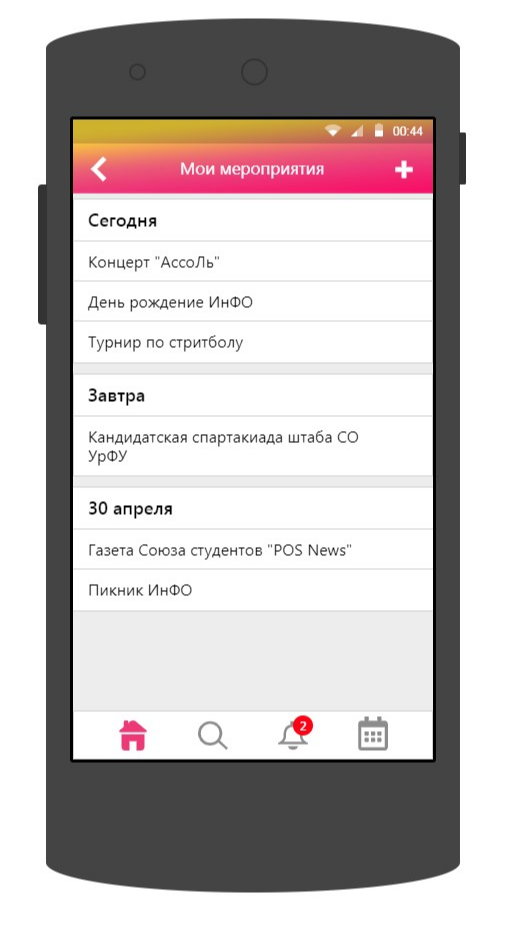 00:44
Мои мероприятия
Сегодня
Концерт "АссоЛь"
День рождение ИнФО
Турнир по стритболу
Завтра
Кандидатская спартакиада штаба СО
УрФУ
30 апреля
Газета Союза студентов "POS News"
Пикник ИнФО
2